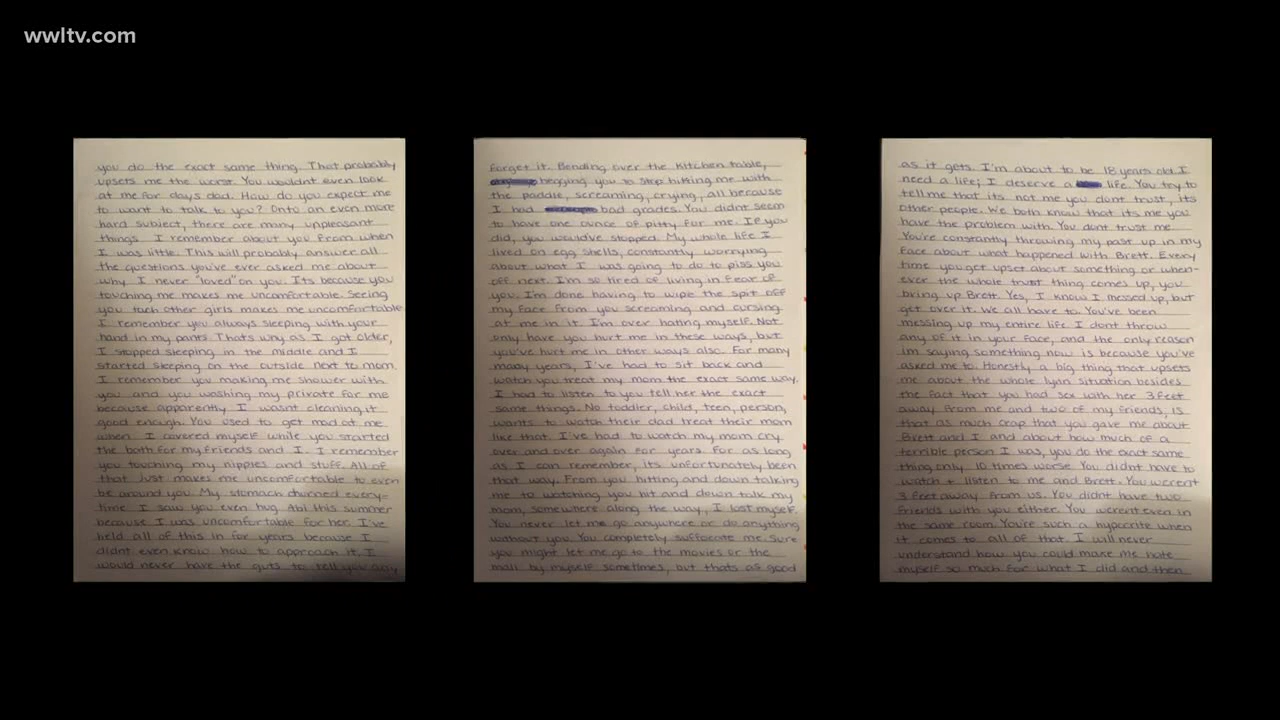 wwltv.com
you do the exact same thing. That probably
upsets me the worst. You wouldnt even look
at me for days dad. How do you expect me
to want to talk to you? Onto an even more
hard subject, there are many unpleasant
things I remember about you from when
I was little. This will probably answer all
the questions you've ever asked me about
why I never "loved" on you. Its because you
touching me makes me uncomfortable. Seeing
you toch other girls makes me uncomfortable
I remember you always sleeping with your
hand in my pants. Thats why as I got older,
I stopped sleeping in the middle and I
started sleeping on the outside next to mom.
I remember you making me shower with
you and you washing my private for me
because apparently I wasnt cleaning it
good enough. You used to get mad at me
when I covered myself while you started
the bath for my friends and I. I remember
you touching my nipples and stuff. All of
that just makes me uncomfortable to even
be around you. My stomach churned every-
time I saw you even hug Abi this summer
because I was uncomfortable for her. I've
held all of this in for years because I
didnt even know how to approach it. I
would never have the guts to tell you any
forget it. Bending over the kitchen table,
begging you to stop hitting me with
the paddle, screaming, crying, all because
I had bad grades. You didnt seem
to have one ounce of pitty for me. If you
did, you wouldve stopped. My whole life I
lived on egg shells, constantly worrying
about what I was going to do to piss you
off next. I'm so tired of living in fear of
you. I'm done having to wipe the spit off
my face from you screaming and cursing
at me in it. I'm over hating myself. Not
only have you hurt me in these ways, but
you've hurt me in other ways also. For many
many years, I've had to sit back and
watch you treat my mom the exact same way.
I had to listen to you tell her the exact
same things. No toddler, child, teen, person,
wants to watch their dad treat their mom
like that. I've had to watch my mom cry
over and over again for years. For as long
as I can remember, its unfortunately been
that way. From you hitting and down talking
me to watching you hit and down talk my
mom, somewhere along the way, I lost myself.
You never let me go anywhere or do anything
without you. You completely suffocate me. Sure
you might let me go to the movies or the
mall by myself sometimes, but thats as good
as it gets. I'm about to be 18 years old. I
need a life; I deserve a life. You try to
tell me that its not me you dont trust, its
other people. We both know that its me you
have the problem with. You dont trust me.
You're constantly throwing my past up in my
face about what happened with Brett. Every
time you get upset about something or when-
ever the whole trust thing comes up, you
bring up Brett. Yes, I know I messed up, but
get over it. We all have to. You've been
messing up my entire life. I dont throw
any of it in your face, and the only reason
im saying something now is because you've
asked me to. Honestly a big thing that upsets
me about the whole lyon situation besides
the fact that you had sex with her 3 feet
away from me and two of my friends, is
that as much crap that you gave me about
Brett and I and about how much of a
terrible person I was, you do the exact same
thing only 10 times worse. You didnt have to
watch + listen to me and Brett. You werent
3 feet away from us. You didnt have two
friends with you either. You werent even in
the same room. You're such a hypocrite when
it comes to all of that. I will never
understand how you could make me hate
myself so much for what I did and then